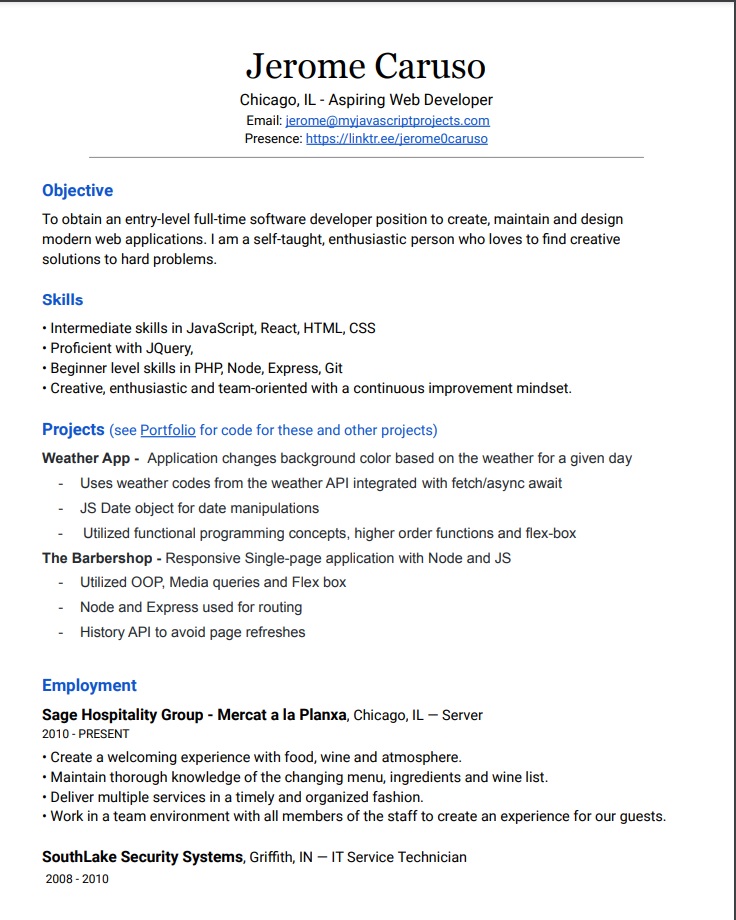 Jerome Caruso
Chicago, IL - Aspiring Web Developer
Email: jerome@myjavascriptprojects.com
Presence: https://linktr.ee/jerome0caruso
Objective
To obtain an entry-level full-time software developer position to create, maintain and design
modern web applications. I am a self-taught, enthusiastic person who loves to find creative
solutions to hard problems.
Skills
• Intermediate skills in JavaScript, React, HTML, CSS
• Proficient with JQuery,
• Beginner level skills in PHP, Node, Express, Git
• Creative, enthusiastic and team-oriented with a continuous improvement mindset.
Projects (see Portfolio for code for these and other projects)
Weather App - Application changes background color based on the weather for a given day
- Uses weather codes from the weather API integrated with fetch/async await
- JS Date object for date manipulations
- Utilized functional programming concepts, higher order functions and flex-box
The Barbershop - Responsive Single-page application with Node and JS
- Utilized OOP, Media queries and Flex box
- Node and Express used for routing
- History API to avoid page refreshes
Employment
Sage Hospitality Group - Mercat a la Planxa, Chicago, IL — Server
2010 - PRESENT
• Create a welcoming experience with food, wine and atmosphere.
• Maintain thorough knowledge of the changing menu, ingredients and wine list.
• Deliver multiple services in a timely and organized fashion.
• Work in a team environment with all members of the staff to create an experience for our guests.
SouthLake Security Systems, Griffith, IN — IT Service Technician
2008 - 2010